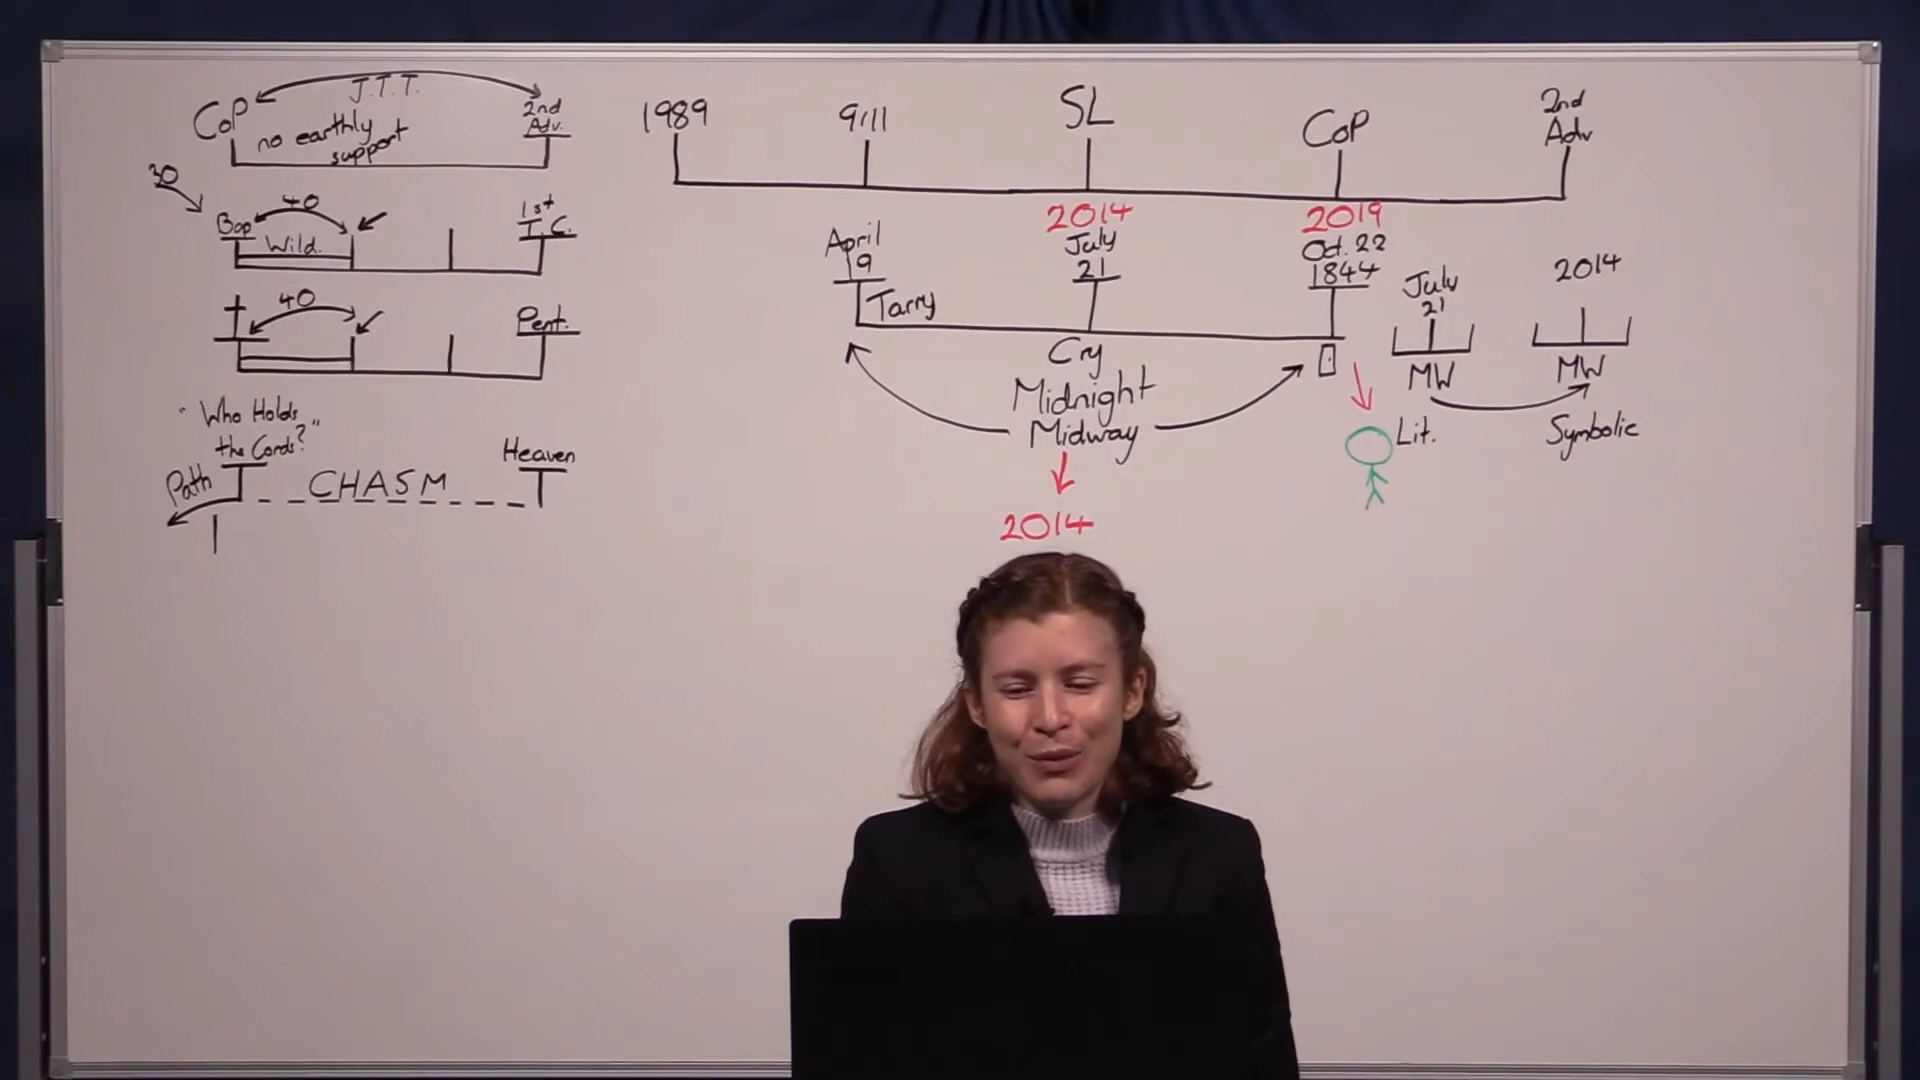 CoP
J.T.T.
2nd
Adv.
no earthly
support
30
Bap
40
Wild.
1st
T.C.
40
Pent.
"Who Holds
the Cords?"
Path
CHASM
Heaven
1989
9/11
SL
CoP
2nd
Adv
2014
2019
April
19
July
21
Oct. 22
1844
Tarry
Cry
Midnight
Midway
2014
July
21
MW
Lit.
2014
MW
Symbolic